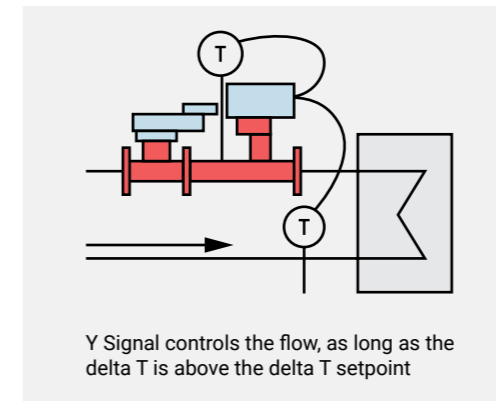 T
T
Y Signal controls the flow, as long as the
delta T is above the delta T setpoint